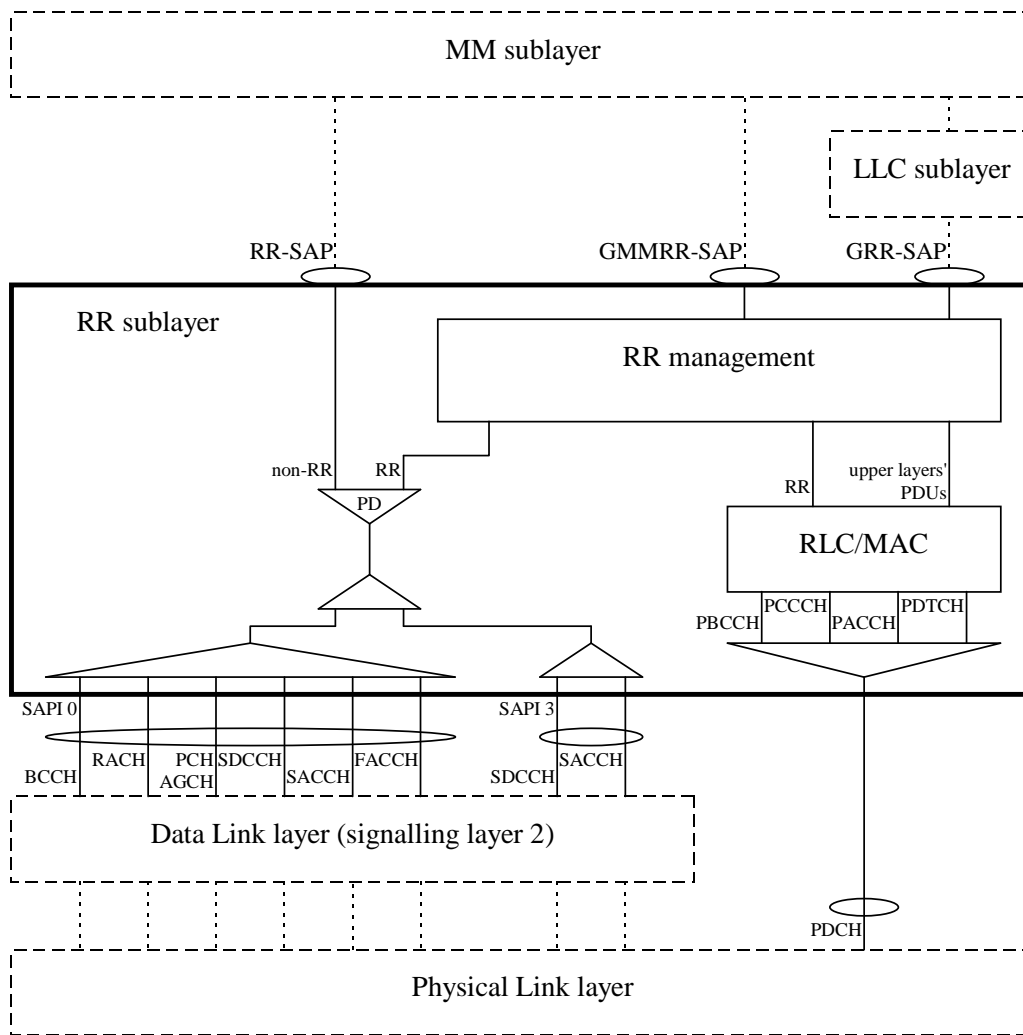 MM sublayer
LLC sublayer
RR-SAP
GMMRR-SAP
GRR-SAP
RR sublayer
RR management
non-RR
RR
PD
RR
upper layers'
PDUs
RLC/MAC
PBCCH
PCCCH
PACCH
PDTCH
SAPI 0
SAPI 3
BCCH
RACH
PCH
AGCH
SDCCH
SACCH
FACCH
SDCCH
SACCH
Data Link layer (signalling layer 2)
PDCH
Physical Link layer